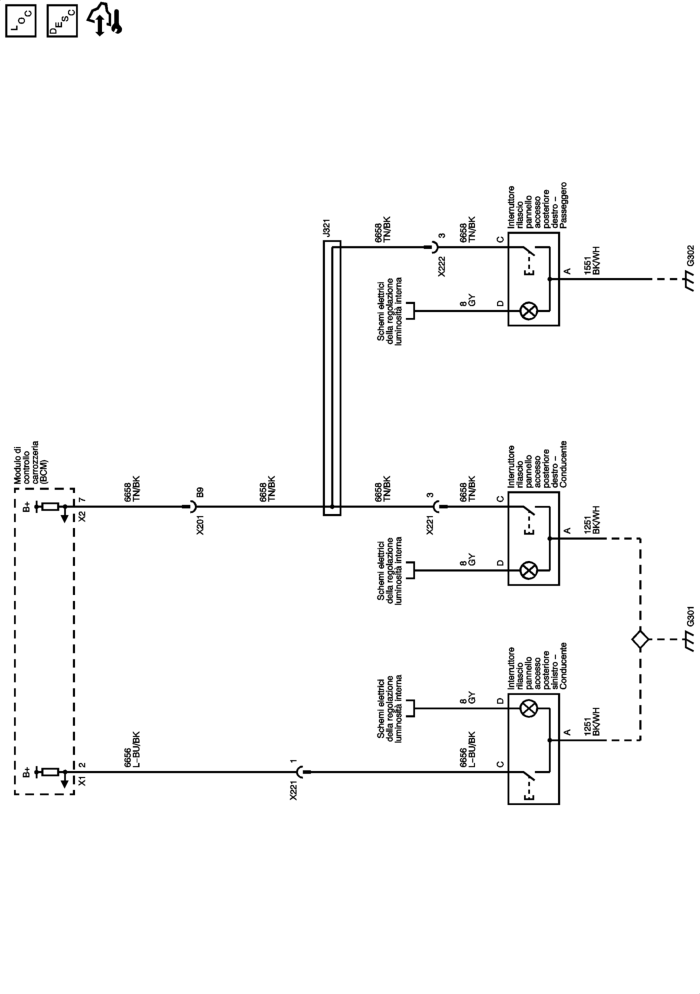 L O C
D E S C
Modulo di
controllo
carrozzeria
(BCM)
B+
B+
2
X1
7
X2
6656
L–BU/BK
6658
TN/BK
B9
X201
6658
TN/BK
J321
1
X221
Schemi elettrici
della regolazione
luminosità interna
Schemi elettrici
della regolazione
luminosità interna
6658
TN/BK
Schemi elettrici
della regolazione
luminosità interna
6658
TN/BK
3
X221
3
X222
6656
L–BU/BK
8
GY
8
GY
6658
TN/BK
8
GY
6658
TN/BK
C
D
D
C
D
C
Interruttore
rilascio
pannello
accesso
posteriore
sinistro –
Conducente
Interruttore
rilascio
pannello
accesso
posteriore
destro –
Conducente
Interruttore
rilascio
pannello
accesso
posteriore
destro –
Passeggero
A
A
A
1251
BK/WH
1251
BK/WH
1551
BK/WH
G301
G302